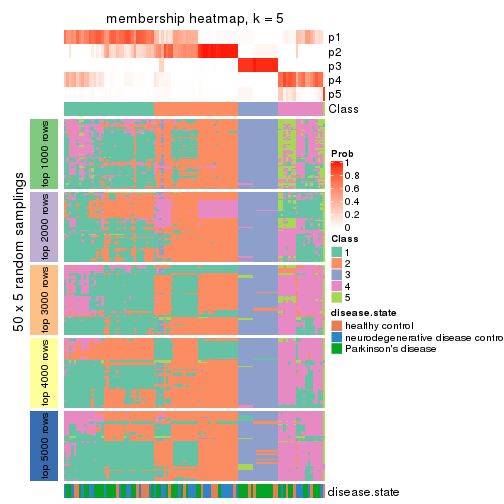 membership heatmap, k = 5
p1
p2
p3
p4
p5
Class
50 x 5 random samplings
top 1000 rows
top 2000 rows
top 3000 rows
top 4000 rows
top 5000 rows
Prob
1
0.8
0.6
0.4
0.2
0
Class
1
2
3
4
5
disease.state
healthy control
neurodegenerative disease contro
Parkinson's disease
disease.state